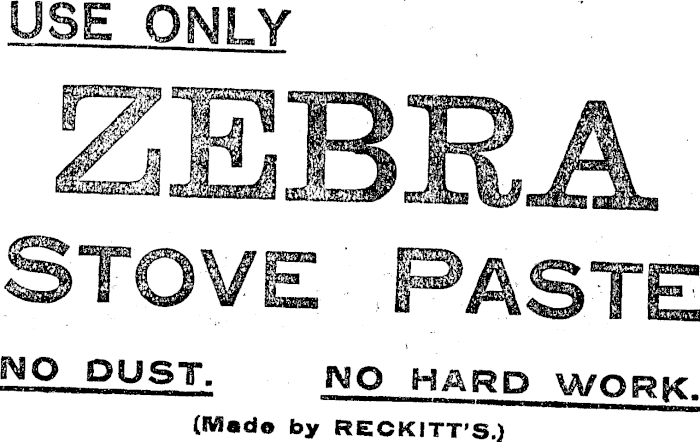 USE ONLY
ZEBRA
STOVE PASTE
NO DUST. NO HARD WORK.
(Made by RECKITT'S.)